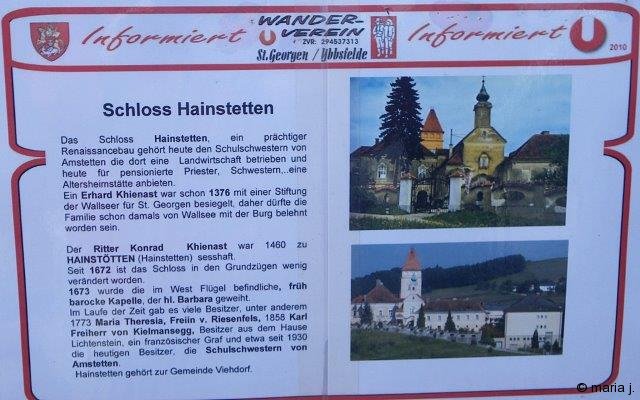 Informiert
WANDER-
VEREIN
ZVR: 294537313
St.Georgen / Ybbsfelde
Informiert
2010
Schloss Hainstetten
Das Schloss Hainstetten, ein prächtiger
Renaissancebau gehört heute den Schulschwestern von
Amstetten die dort eine Landwirtschaft betrieben und
heute für pensionierte Priester, Schwestern,..eine
Altersheimstätte anbieten.
Ein Erhard Khienast war schon 1376 mit einer Stiftung
der Wallseer für St. Georgen besiegelt, daher dürfte die
Familie schon damals von Wallsee mit der Burg belehnt
worden sein.
Der Ritter Konrad Khienast war 1460 zu
HAINSTÖTTEN (Hainstetten) sesshaft.
Seit 1672 ist das Schloss in den Grundzügen wenig
verändert worden.
1673 wurde die im West Flügel befindliche, früh
barocke Kapelle, der hl. Barbara geweiht.
Im Laufe der Zeit gab es viele Besitzer, unter anderem
1773 Maria Theresia, Freiin v. Riesenfels, 1858 Karl
Freiherr von Kielmansegg, Besitzer aus dem Hause
Lichtenstein, ein französischer Graf und etwa seit 1930
die heutigen Besitzer, die Schulschwestern von
Amstetten.
Hainstetten gehört zur Gemeinde Viehdorf.
© maria j.